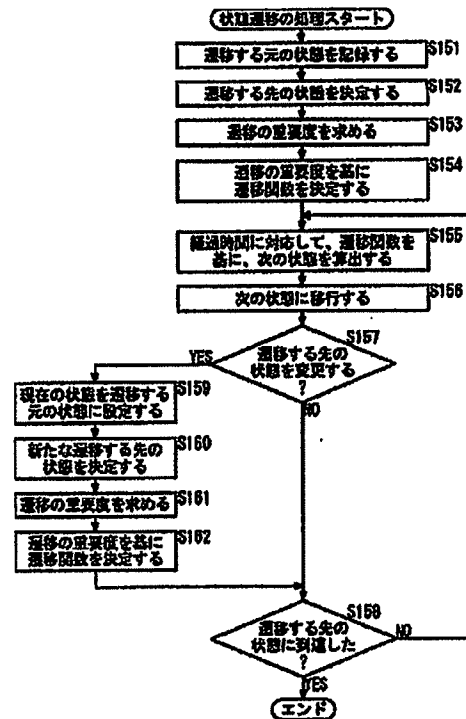 状態遷移の処理スタート
遷移する元の状態を記録する
S151
遷移する先の状態を決定する
S152
遷移の重要度を求める
S153
遷移の重要度を基に
遷移関数を決定する
S154
経過時間に対応して、遷移関数を
基に、次の状態を算出する
S155
次の状態に移行する
S156
遷移する先の
状態を変更する
?
S157
YES
NO
現在の状態を遷移する
元の状態に設定する
S159
新たな遷移する先の
状態を決定する
S160
遷移の重要度を求める
S161
遷移の重要度を基に
遷移関数を決定する
S162
遷移する先の
状態に到達した
?
S158
NO
YES
エンド